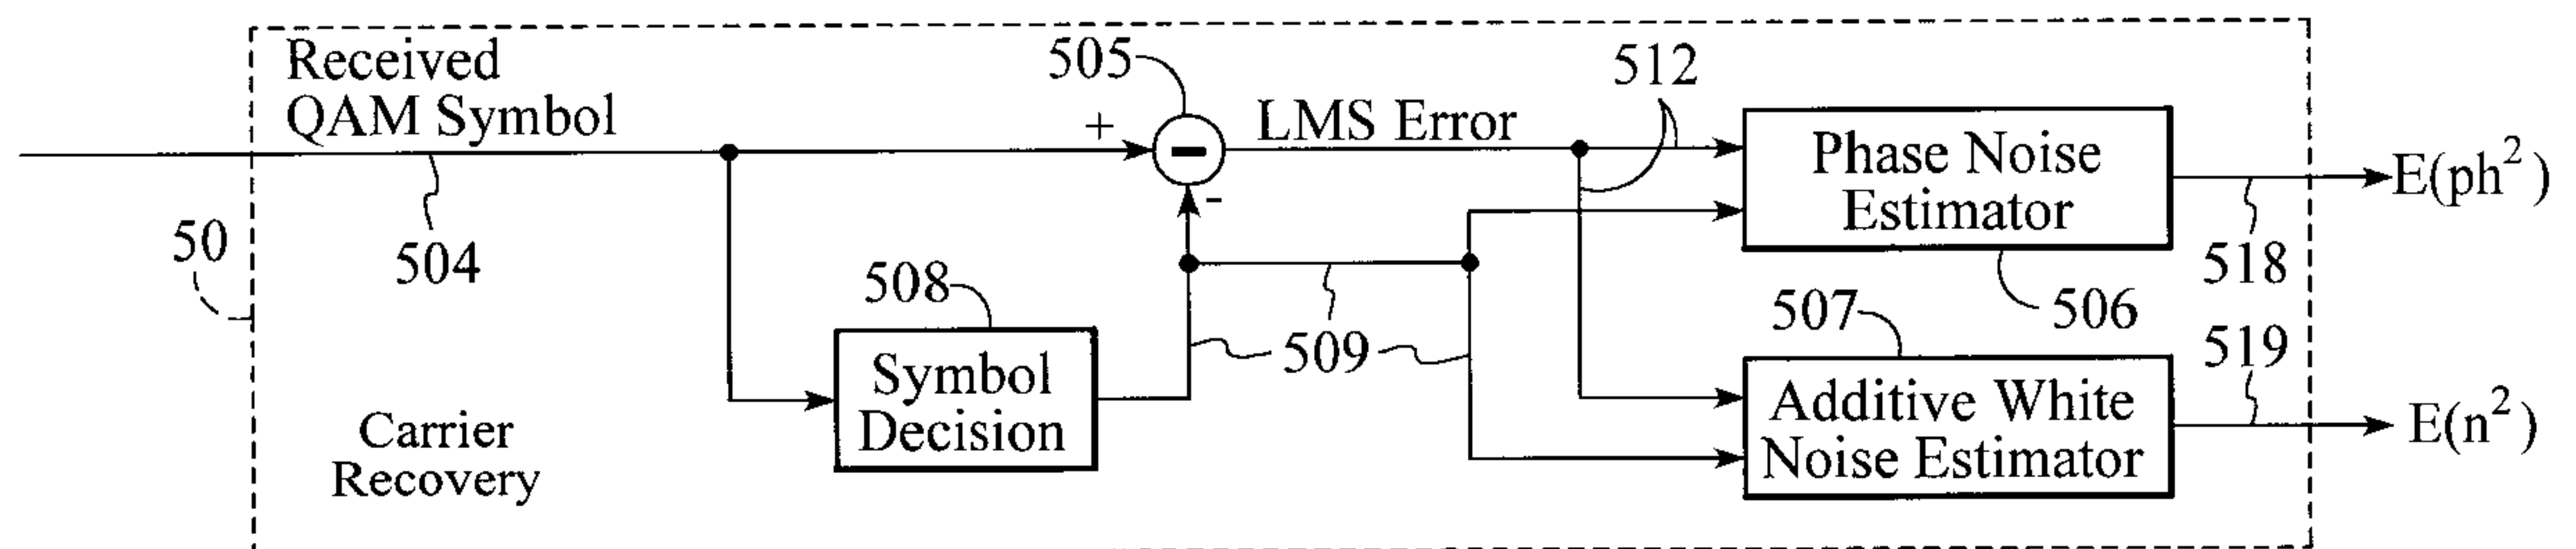 Received
QAM Symbol
505
+
-
LMS Error
512
Phase Noise
Estimator
E(ph²)
50
504
508
509
518
506
507
519
Symbol
Decision
Additive White
Noise Estimator
E(n²)
Carrier
Recovery